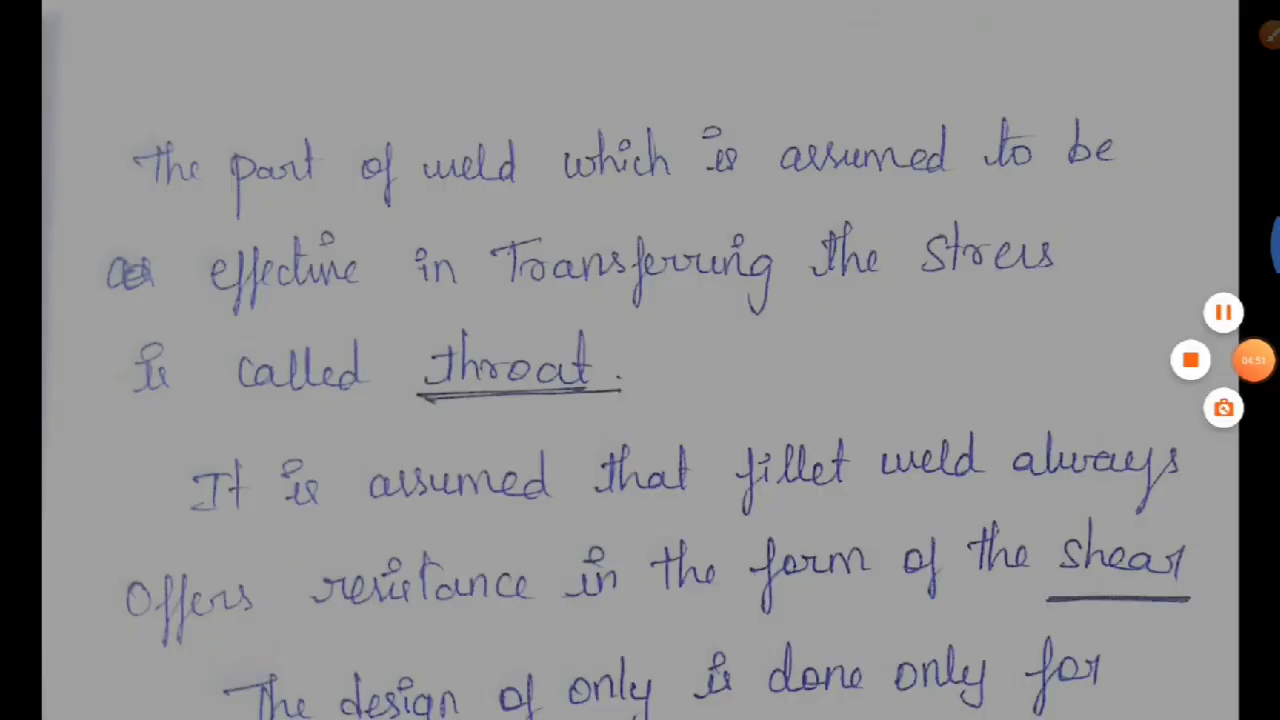 The part of weld which is assumed to be
effective in Transferring the stress
is called throat.
It is assumed that fillet weld always
Offers resistance in the form of the shear
The design of only is done only for
04:51